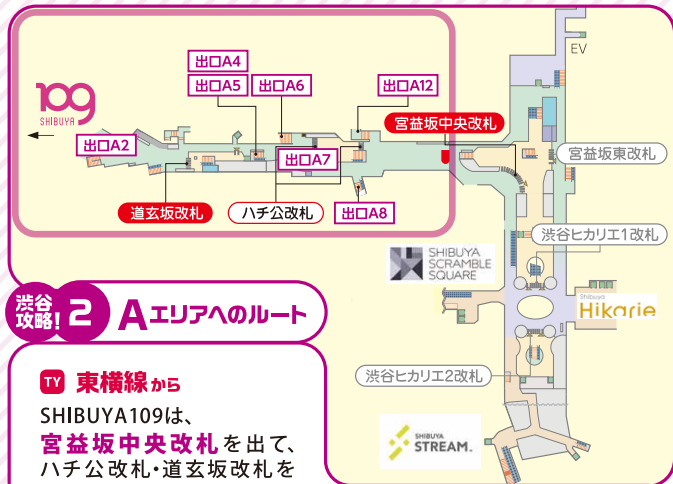 出口A4
出口A5
出口A6
出口A12
EV
109
SHIBUYA
宮益坂中央改札
出口A2
出口A7
宮益坂東改札
道玄坂改札
ハチ公改札
出口A8
渋谷ヒカリエ1改札
SHIBUYA
SCRAMBLE
SQUARE
Shibuya
Hikarie
渋谷
攻略!
2
Aエリアへのルート
渋谷ヒカリエ2改札
TY 東横線から
SHIBUYA109は、
宮益坂中央改札を出て、
ハチ公改札・道玄坂改札を
SHIBUYA
STREAM.